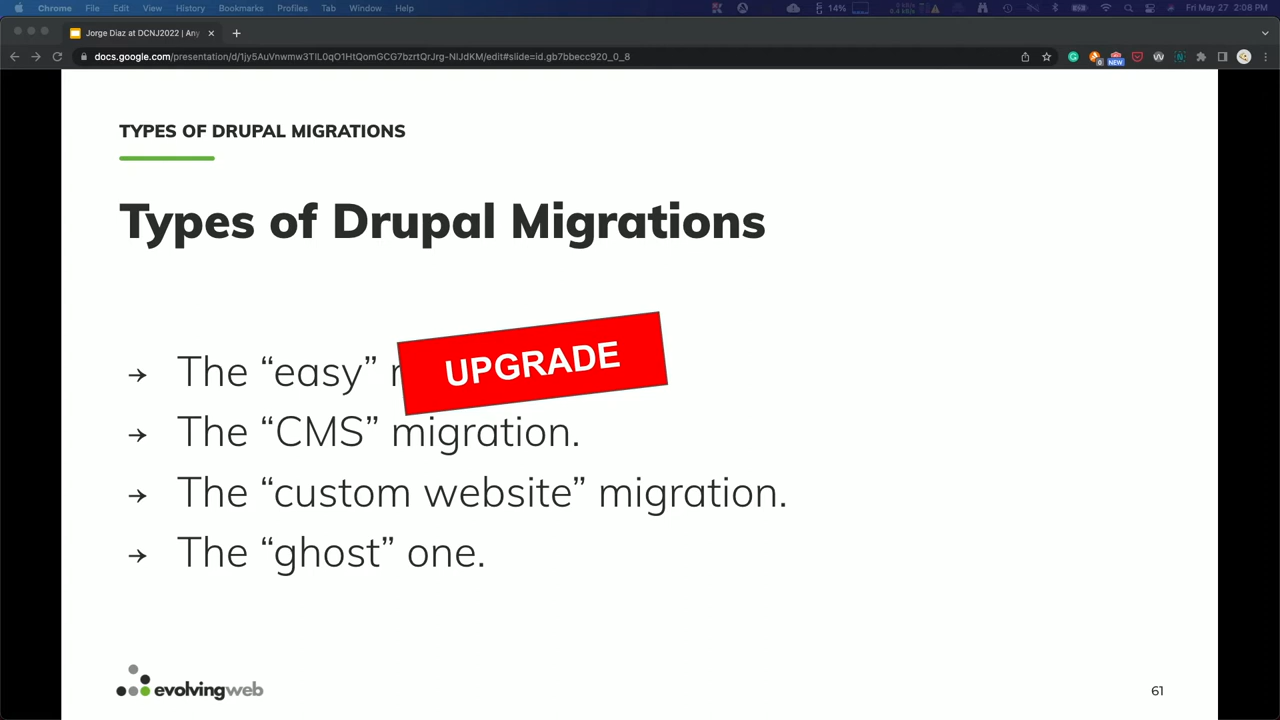 Chrome File Edit View History Bookmarks Profiles Tab Window Help 14% Fri May 27 2:08 PM
Jorge Diaz at DCNJ2022 | Any
docs.google.com/presentation/d/1jy5AuVnwmw3TlL0qO1HtQomGCG7bzrtQrJrg-NlJdKM/edit#slide=id.gb7bbecc920_0_8
NEW
TYPES OF DRUPAL MIGRATIONS
Types of Drupal Migrations
→ The “easy”
UPGRADE
→ The “CMS” migration.
→ The “custom website” migration.
→ The “ghost” one.
evolvingweb
61